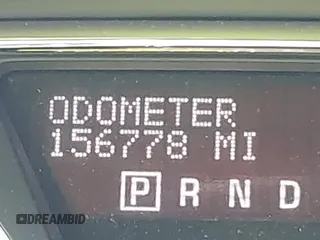 ODOMETER
156778 MI
P R N D
DREAMBID